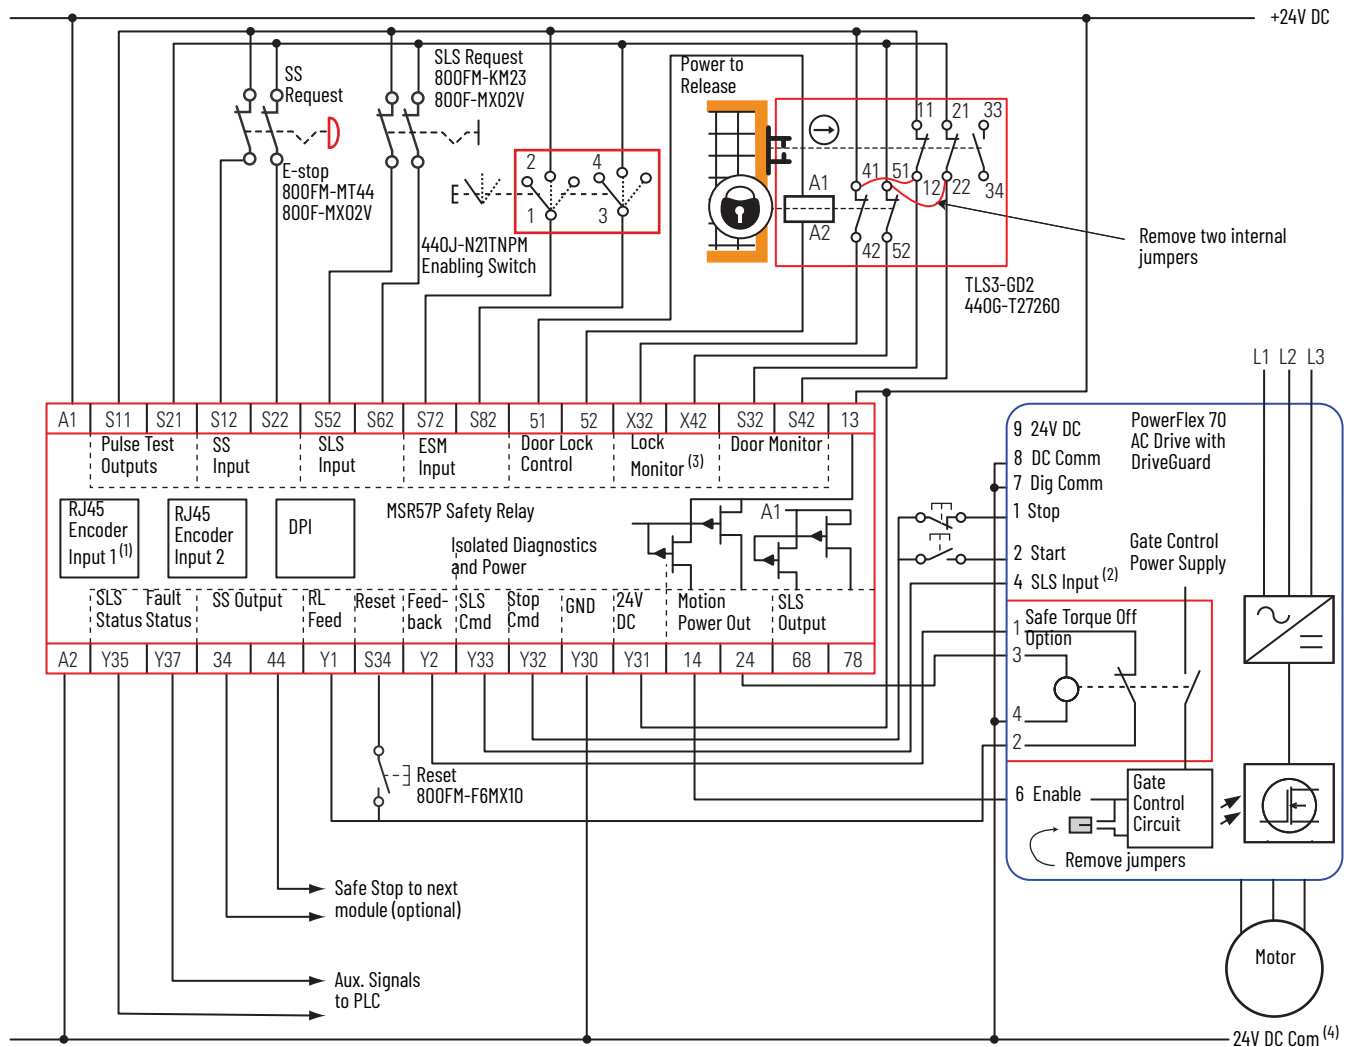 +24V DC
SS
Request
SLS Request
800FM-KM23
800F-MX02V
Power to
Release
E-stop
800FM-MT44
800F-MX02V
2
4
1
3
440J-N21TNPM
Enabling Switch
11
21
33
41
51
12
22
34
A1
A2
42
52
Remove two internal
jumpers
TLS3-GD2
440G-T27260
L1 L2 L3
A1 S11 S21 S12 S22 S52 S62 S72 S82 51 52 X32 X42 S32 S42 13
Pulse Test
Outputs
SS
Input
SLS
Input
ESM
Input
Door Lock
Control
Lock
Monitor (3)
Door Monitor
RJ45
Encoder
Input 1 (1)
RJ45
Encoder
Input 2
DPI
MSR57P Safety Relay
A1
Isolated Diagnostics
and Power
SLS
Status
Fault
Status
SS Output
RL
Feed
Reset
Feed-
back
SLS
Cmd
Stop
Cmd
GND
24V
DC
Motion
Power Out
SLS
Output
A2 Y35 Y37 34 44 Y1 S34 Y2 Y33 Y32 Y30 Y31 14 24 68 78
PowerFlex 70
AC Drive with
DriveGuard
9 24V DC
8 DC Comm
7 Dig Comm
1 Stop
2 Start
4 SLS Input (2)
Gate Control
Power Supply
Safe Torque Off
Option
1
3
4
2
6 Enable
Gate
Control
Circuit
Remove jumpers
Reset
800FM-F6MX10
Safe Stop to next
module (optional)
Aux. Signals
to PLC
Motor
24V DC Com (4)